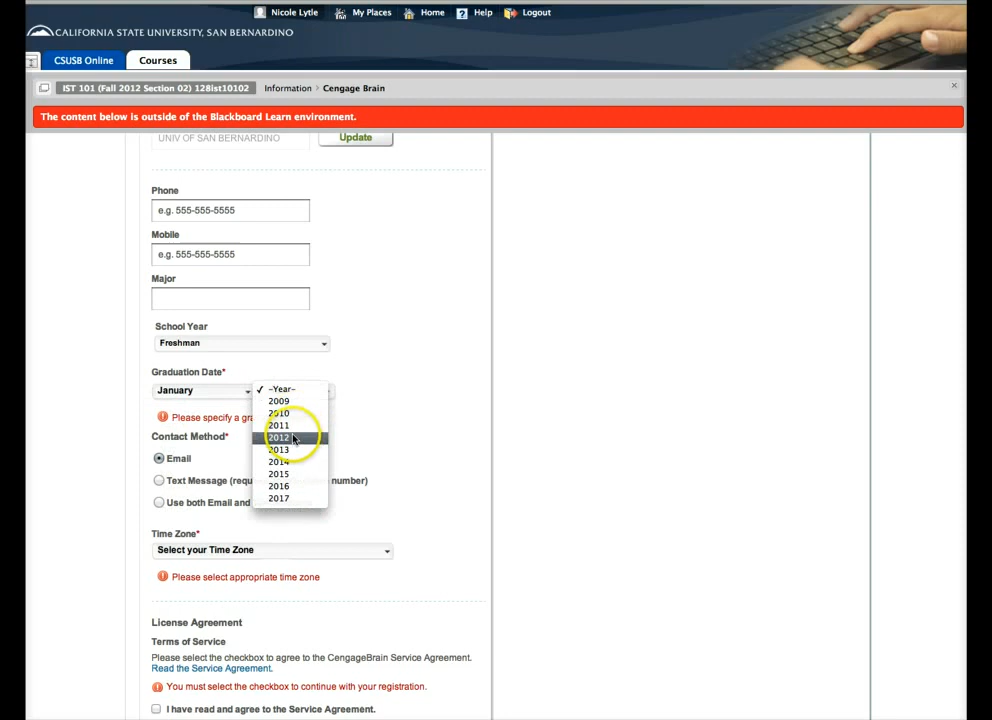 Nicole Lytle My Places Home Help Logout
CALIFORNIA STATE UNIVERSITY, SAN BERNARDINO
CSUSB Online Courses
IST 101 (Fall 2012 Section 02) 128ist10102 Information > Cengage Brain
The content below is outside of the Blackboard Learn environment.
UNIV OF SAN BERNARDINO Update
Phone
e.g. 555-555-5555
Mobile
e.g. 555-555-5555
Major
School Year
Freshman
Graduation Date*
January
✓ -Year-
2009
2010
2011
2012
2013
2014
2015
2016
2017
Please specify a gra
Contact Method*
Email
Text Message (requ number)
Use both Email and
Time Zone*
Select your Time Zone
Please select appropriate time zone
License Agreement
Terms of Service
Please select the checkbox to agree to the CengageBrain Service Agreement.
Read the Service Agreement.
You must select the checkbox to continue with your registration.
I have read and agree to the Service Agreement.